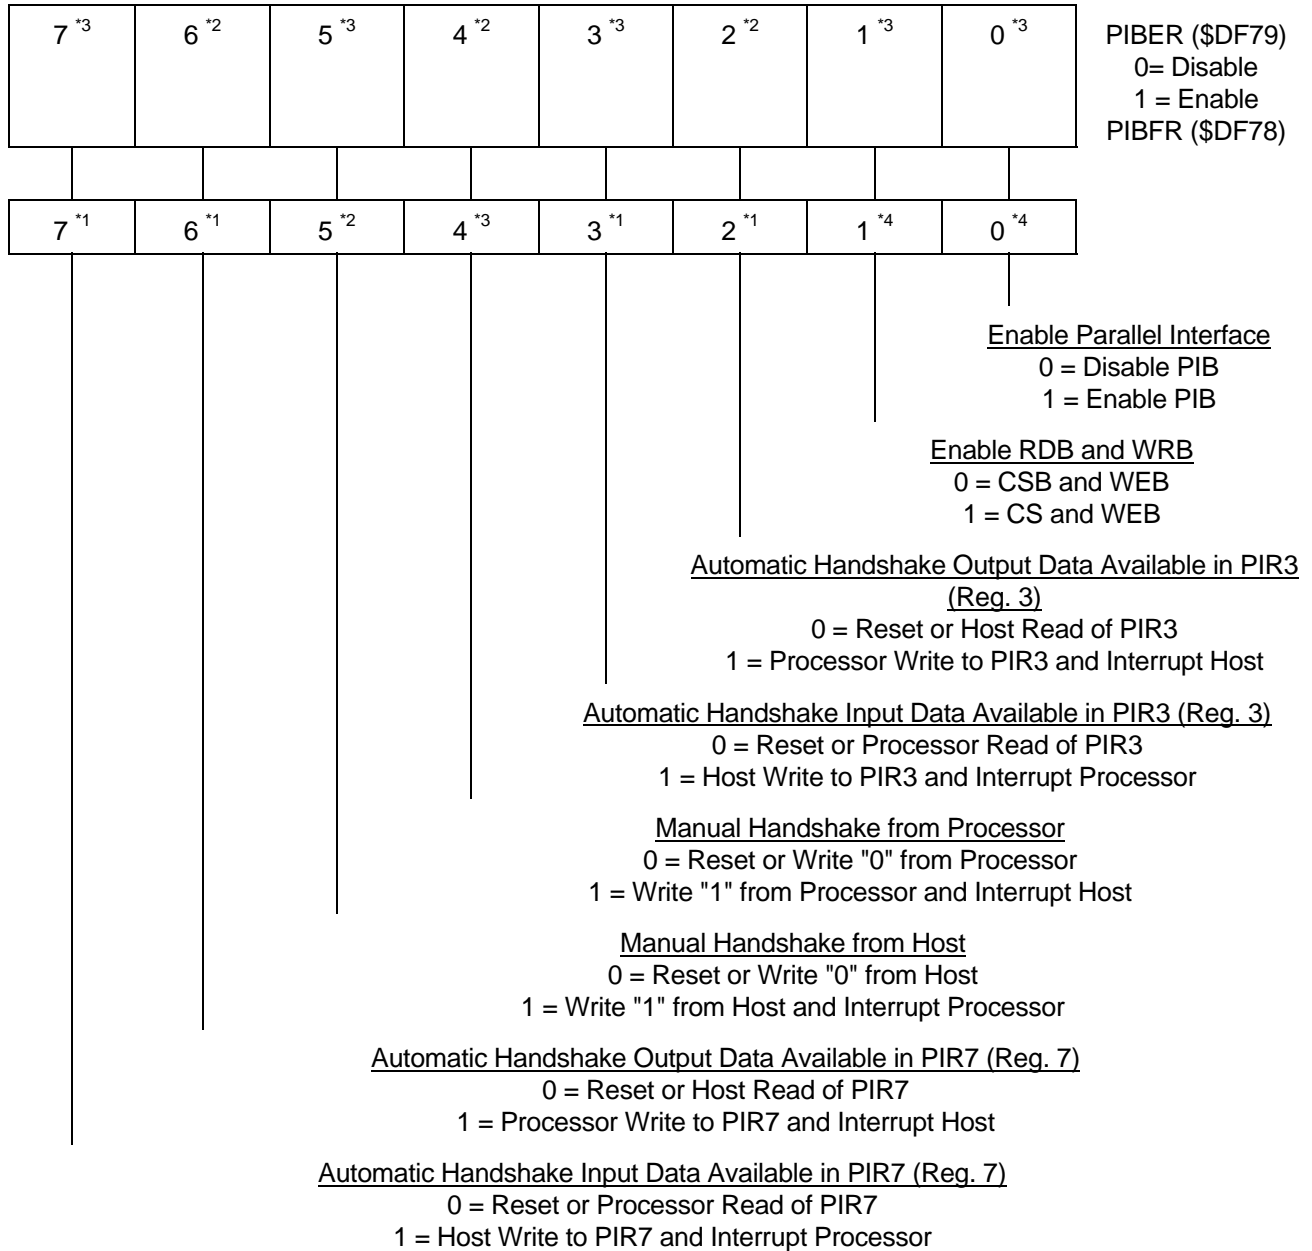 7 *3 6 *2 5 *3 4 *2 3 *3 2 *2 1 *3 0 *3
PIBER ($DF79)
0= Disable
1 = Enable
PIBFR ($DF78)
7 *1 6 *1 5 *2 4 *3 3 *1 2 *1 1 *4 0 *4
Enable Parallel Interface
0 = Disable PIB
1 = Enable PIB
Enable RDB and WRB
0 = CSB and WEB
1 = CS and WEB
Automatic Handshake Output Data Available in PIR3
(Reg. 3)
0 = Reset or Host Read of PIR3
1 = Processor Write to PIR3 and Interrupt Host
Automatic Handshake Input Data Available in PIR3 (Reg. 3)
0 = Reset or Processor Read of PIR3
1 = Host Write to PIR3 and Interrupt Processor
Manual Handshake from Processor
0 = Reset or Write "0" from Processor
1 = Write "1" from Processor and Interrupt Host
Manual Handshake from Host
0 = Reset or Write "0" from Host
1 = Write "1" from Host and Interrupt Processor
Automatic Handshake Output Data Available in PIR7 (Reg. 7)
0 = Reset or Host Read of PIR7
1 = Processor Write to PIR7 and Interrupt Host
Automatic Handshake Input Data Available in PIR7 (Reg. 7)
0 = Reset or Processor Read of PIR7
1 = Host Write to PIR7 and Interrupt Processor